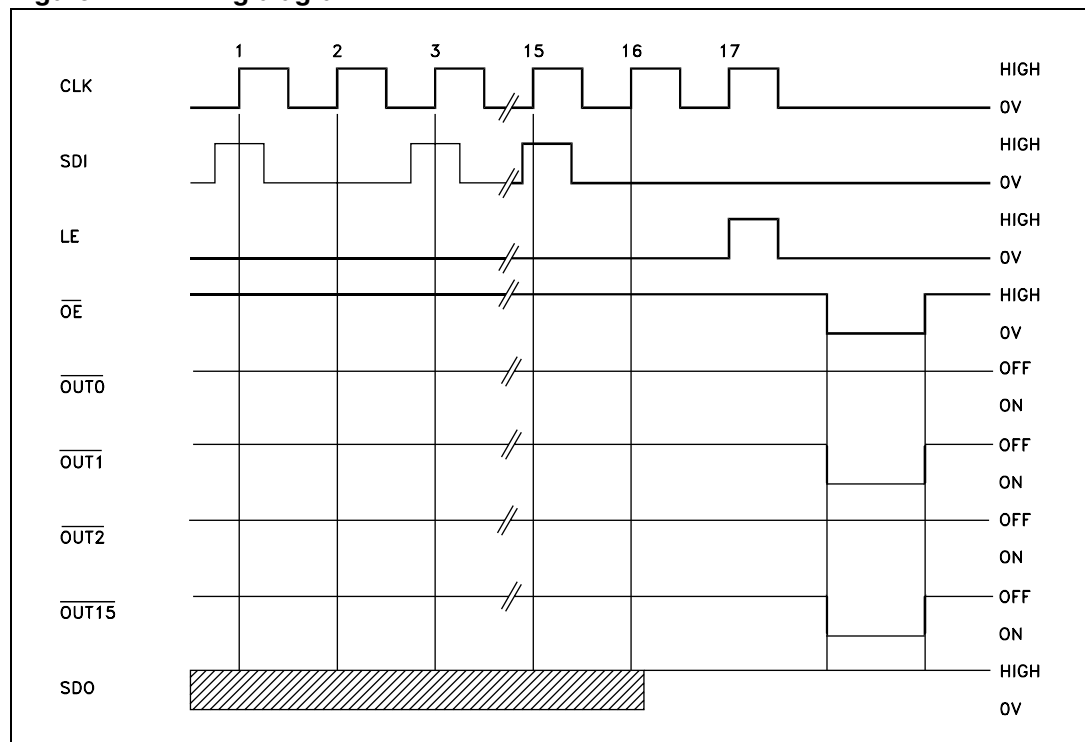 1 2 3 15 16 17
CLK HIGH
0V
SDI HIGH
0V
LE HIGH
0V
OE HIGH
0V
OUT0 OFF
ON
OUT1 OFF
ON
OUT2 OFF
ON
OUT15 OFF
ON
SDO HIGH
0V